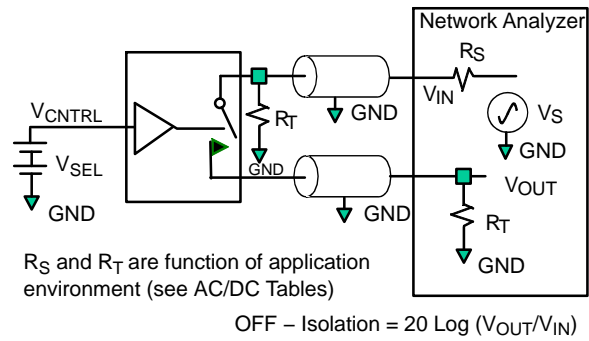 Network Analyzer
RS
VIN
VS
GND
GND
RT
VCNTRL
GND
VSEL
GND
VOUT
GND
RT
GND
RS and RT are function of application
environment (see AC/DC Tables)
OFF − Isolation = 20 Log (VOUT/VIN)